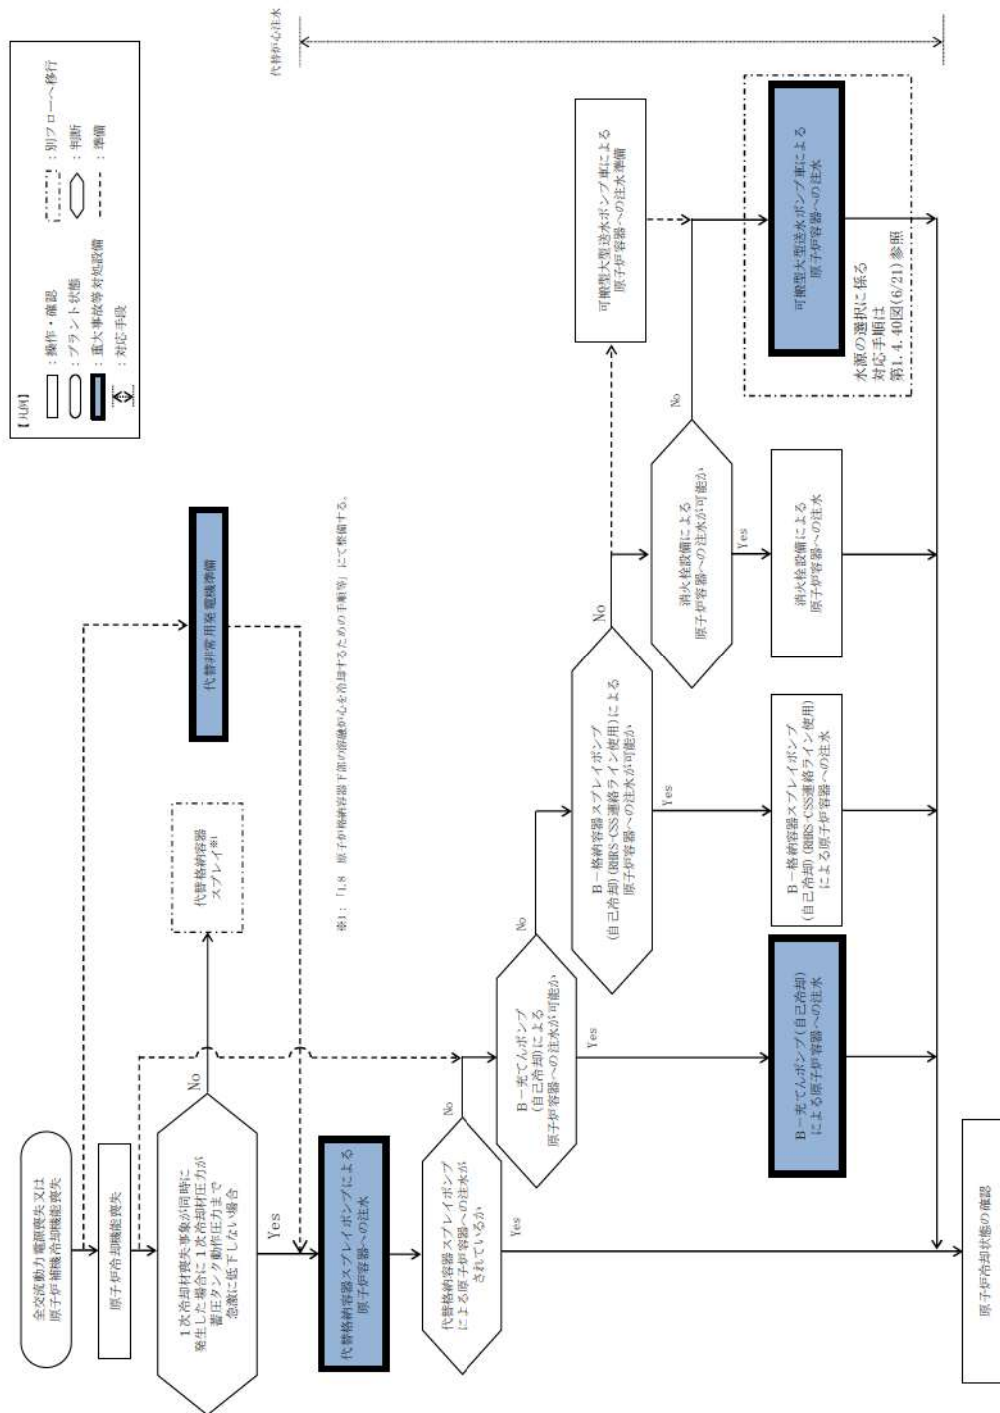 【凡例】
：操作・確認
：プラント状態
：重大事故等対処設備
：対応手段
：別フローへ移行
：判断
：準備
代替炉心注水
全交流動力電源喪失又は
原子炉補機冷却機能喪失
原子炉冷却機能喪失
1次冷却材喪失事象が同時に
発生した場合に1次冷却材圧力が
蓄圧タンク動作圧力まで
急激に低下しない場合
No
Yes
代替格納容器
スプレイ※1
代替非常用発電機準備
代替格納容器スプレイポンプによる
原子炉容器への注水
代替格納容器スプレイポンプ
による原子炉容器への注水が
されているか
No
Yes
B－充てんポンプ
(自己冷却)による
原子炉容器への注水が可能か
No
Yes
B－格納容器スプレイポンプ
(自己冷却)(RHRS-CSS連絡ライン使用)による
原子炉容器への注水が可能か
No
Yes
消火栓設備による
原子炉容器への注水が可能か
No
Yes
可搬型大型送水ポンプ車による
原子炉容器への注水準備
B－充てんポンプ(自己冷却)
による原子炉容器への注水
B－格納容器スプレイポンプ
(自己冷却)(RHRS-CSS連絡ライン使用)
による原子炉容器への注水
消火栓設備による
原子炉容器への注水
可搬型大型送水ポンプ車による
原子炉容器への注水
水源の選択に係る
対応手順は
第1.4.40図(6/21)参照
原子炉冷却状態の確認
※1：「1.8 原子炉格納容器下部の溶融炉心を冷却するための手順等」にて整備する。